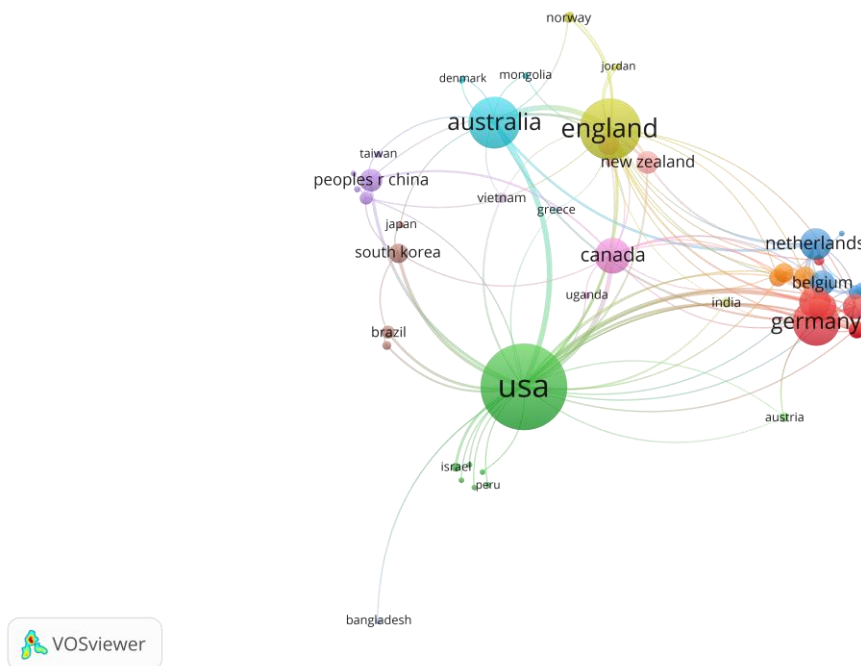 norway
jordan
denmark
mongolia
australia
england
taiwan
new zealand
peoples r china
vietnam
greece
japan
south korea
canada
netherlands
belgium
uganda
india
germany
brazil
usa
austria
israel
peru
bangladesh
VOSviewer